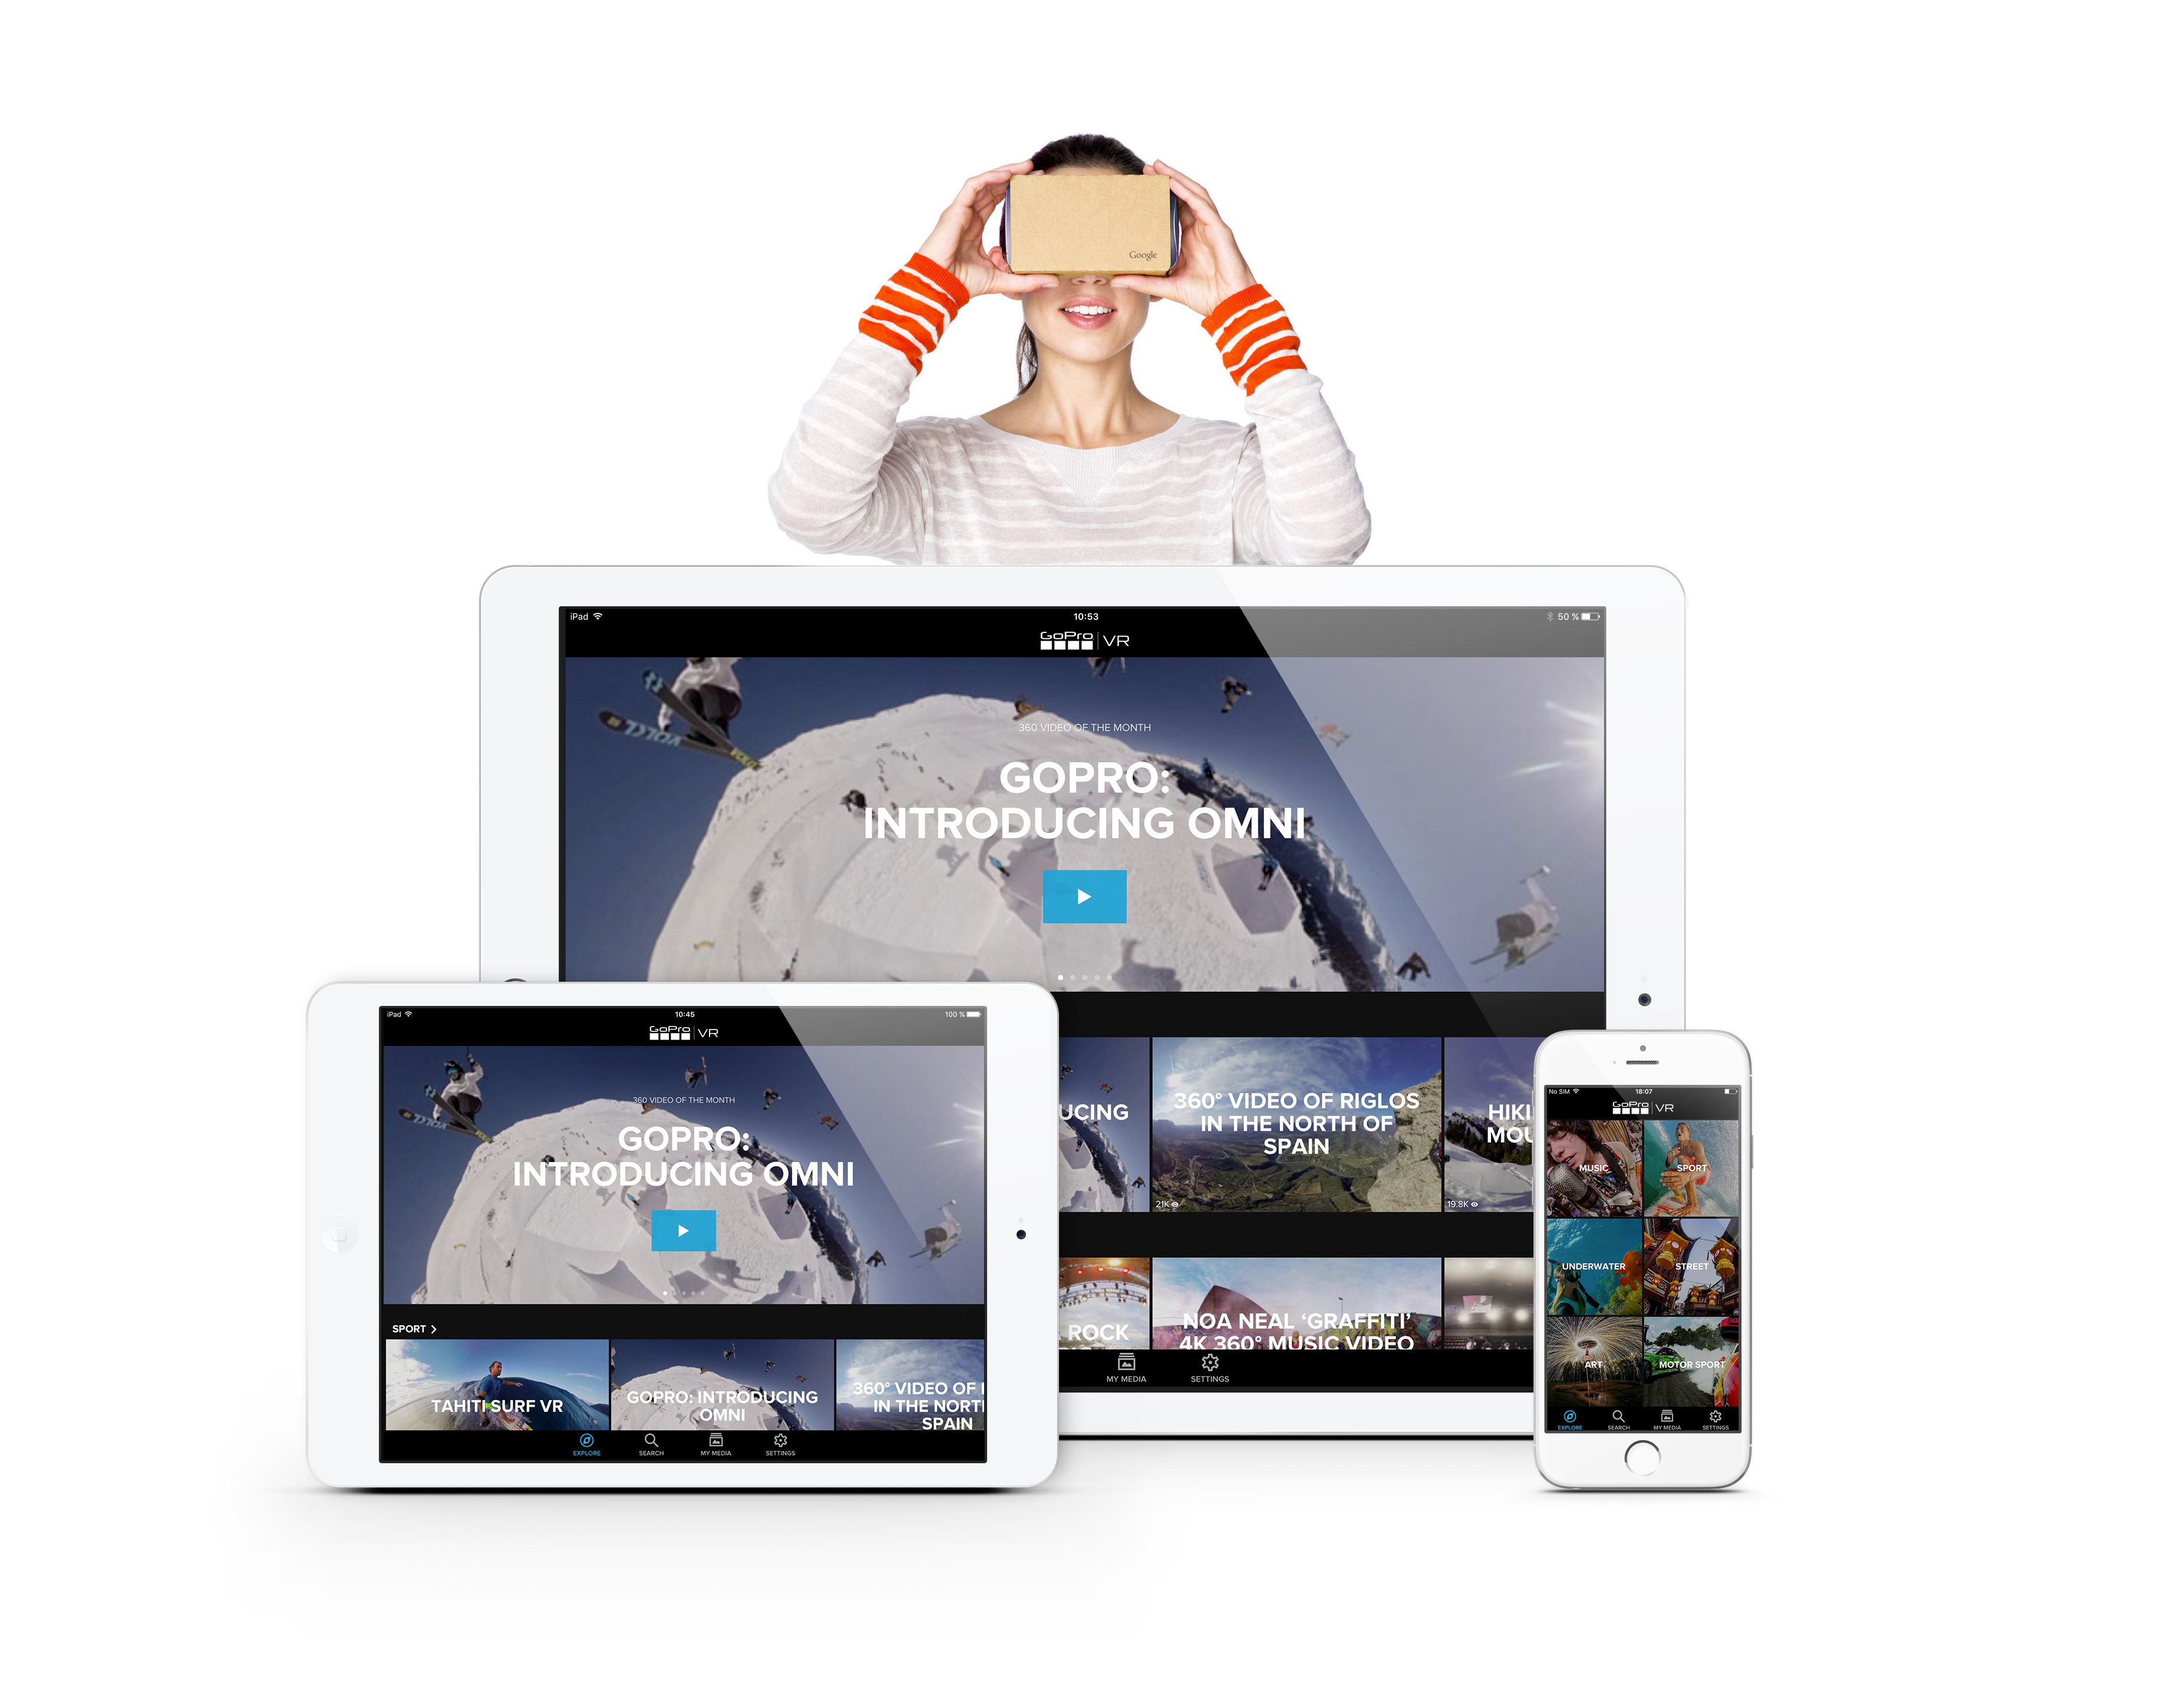 Google
iPad
10:53
50 %
GoPro | VR
VOLKL
360 VIDEO OF THE MONTH
GOPRO:
INTRODUCING OMNI
UCING
360° VIDEO OF RIGLOS
IN THE NORTH OF
SPAIN
21K
HIKI
MOU
19.8K
ROCK
NOA NEAL ‘GRAFFITI’
4K 360° MUSIC VIDEO
MY MEDIA
SETTINGS
iPad
10:45
100 %
GoPro | VR
360 VIDEO OF THE MONTH
GOPRO:
INTRODUCING OMNI
SPORT >
TAHITI SURF VR
GOPRO: INTRODUCING
OMNI
360° VIDEO OF
IN THE NORT
SPAIN
EXPLORE
SEARCH
MY MEDIA
SETTINGS
No SIM
18:07
GoPro | VR
MUSIC
SPORT
UNDERWATER
STREET
ART
MOTOR SPORT
EXPLORE
SEARCH
MY MEDIA
SETTINGS